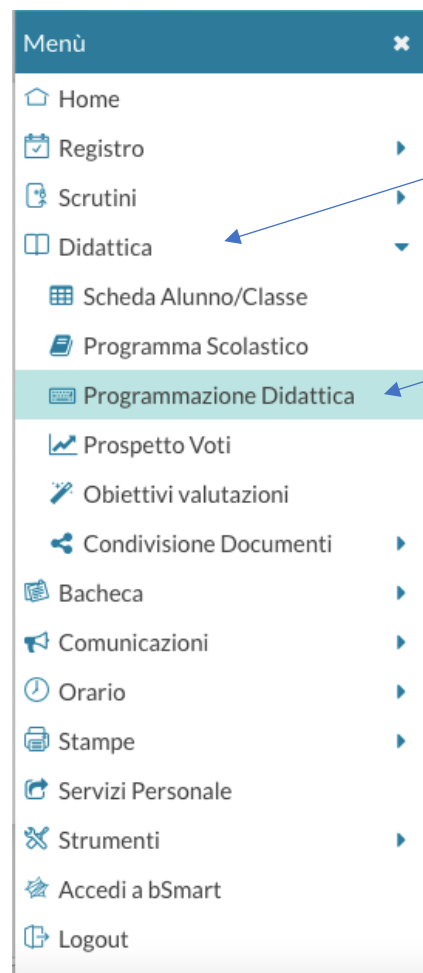 Menù
Home
Registro
Scrutini
Didattica
Scheda Alunno/Classe
Programma Scolastico
Programmazione Didattica
Prospetto Voti
Obiettivi valutazioni
Condivisione Documenti
Bacheca
Comunicazioni
Orario
Stampe
Servizi Personale
Strumenti
Accedi a bSmart
Logout